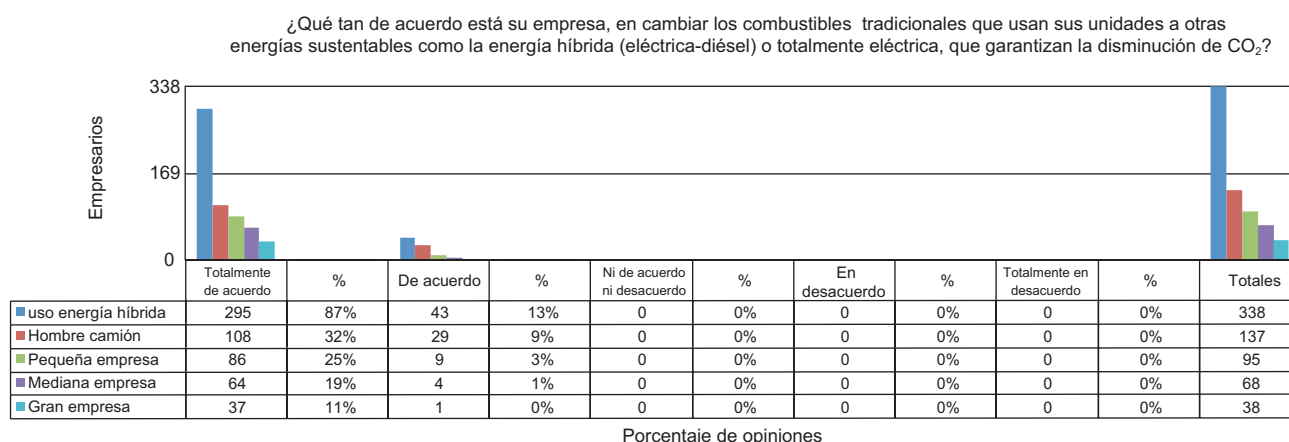 ¿Qué tan de acuerdo está su empresa, en cambiar los combustibles tradicionales que usan sus unidades a otras
energías sustentables como la energía híbrida (eléctrica-diésel) o totalmente eléctrica, que garantizan la disminución de CO₂?
338
169
0
Empresarios
Totalmente de acuerdo % De acuerdo % Ni de acuerdo ni desacuerdo % En desacuerdo % Totalmente en desacuerdo % Totales
uso energía híbrida 295 87% 43 13% 0 0% 0 0% 0 0% 338
Hombre camión 108 32% 29 9% 0 0% 0 0% 0 0% 137
Pequeña empresa 86 25% 9 3% 0 0% 0 0% 0 0% 95
Mediana empresa 64 19% 4 1% 0 0% 0 0% 0 0% 68
Gran empresa 37 11% 1 0% 0 0% 0 0% 0 0% 38
Porcentaje de opiniones